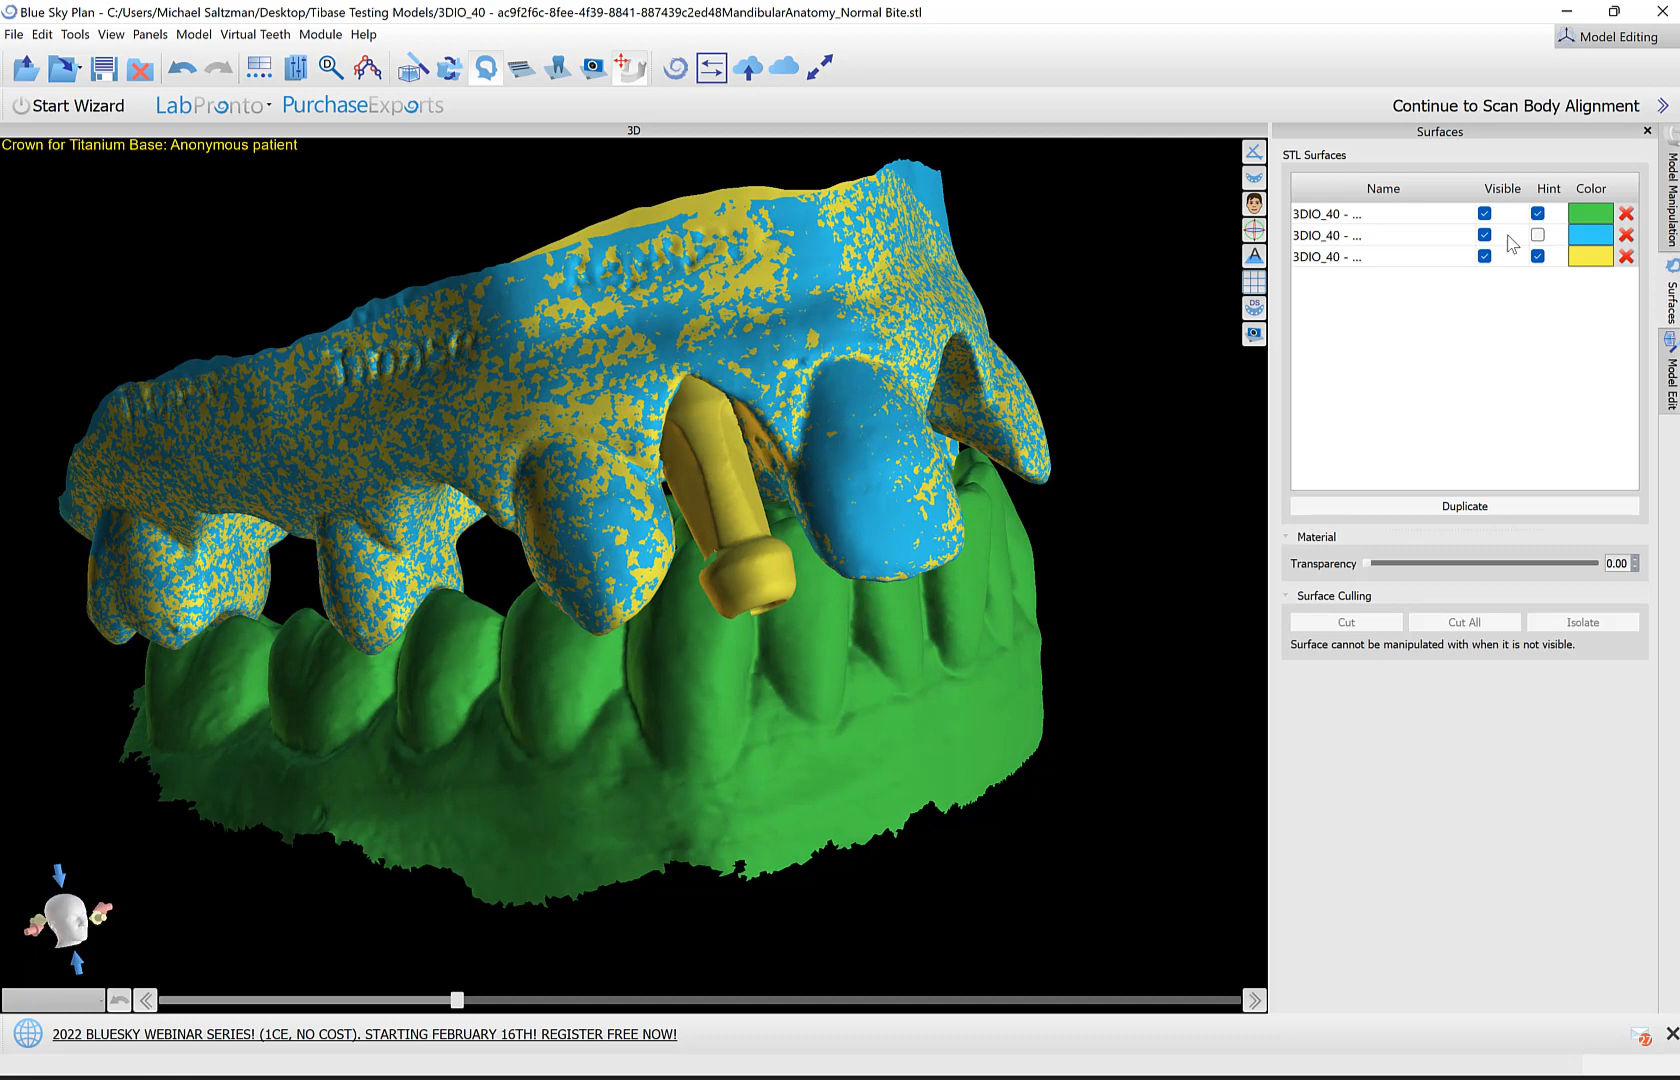 Blue Sky Plan - C:/Users/Michael Saltzman/Desktop/Tibase Testing Models/3DIO_40 - ac9f2f6c-8fee-4f39-8841-887439c2ed48MandibularAnatomy_Normal Bite.stl
File Edit Tools View Panels Model Virtual Teeth Module Help
Model Editing
Start Wizard LabPronto PurchaseExports Continue to Scan Body Alignment
3D
Surfaces
Crown for Titanium Base: Anonymous patient
STL Surfaces
Name Visible Hint Color
3DIO_40 - ...
3DIO_40 - ...
3DIO_40 - ...
Duplicate
Material
Transparency 0.00
Surface Culling
Cut Cut All Isolate
Surface cannot be manipulated with when it is not visible.
Model Manipulation
Surfaces
Model Edit
D
A
DS
2022 BLUESKY WEBINAR SERIES! (1CE, NO COST). STARTING FEBRUARY 16TH! REGISTER FREE NOW!
27